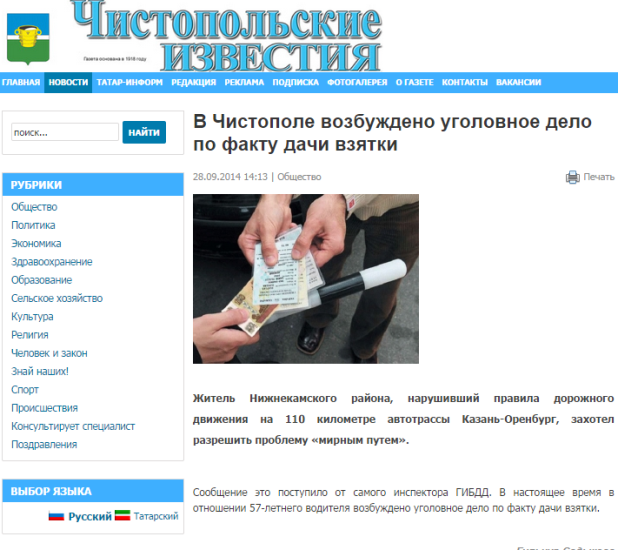 Чистопольские
ИЗВЕСТИЯ
Газета основана в 1918 году
ГЛАВНАЯ НОВОСТИ ТАТАР-ИНФОРМ РЕДАКЦИЯ РЕКЛАМА ПОДПИСКА ФОТОГАЛЕРЕЯ О ГАЗЕТЕ КОНТАКТЫ ВАКАНСИИ
поиск... НАЙТИ
РУБРИКИ
Общество
Политика
Экономика
Здравоохранение
Образование
Сельское хозяйство
Культура
Религия
Человек и закон
Знай наших!
Спорт
Происшествия
Консультирует специалист
Поздравления
ВЫБОР ЯЗЫКА
Русский Татарский
В Чистополе возбуждено уголовное дело
по факту дачи взятки
28.09.2014 14:13 | Общество Печать
Житель Нижнекамского района, нарушивший правила дорожного
движения на 110 километре автотрассы Казань-Оренбург, захотел
разрешить проблему «мирным путем».
Сообщение это поступило от самого инспектора ГИБДД. В настоящее время в
отношении 57-летнего водителя возбуждено уголовное дело по факту дачи взятки.